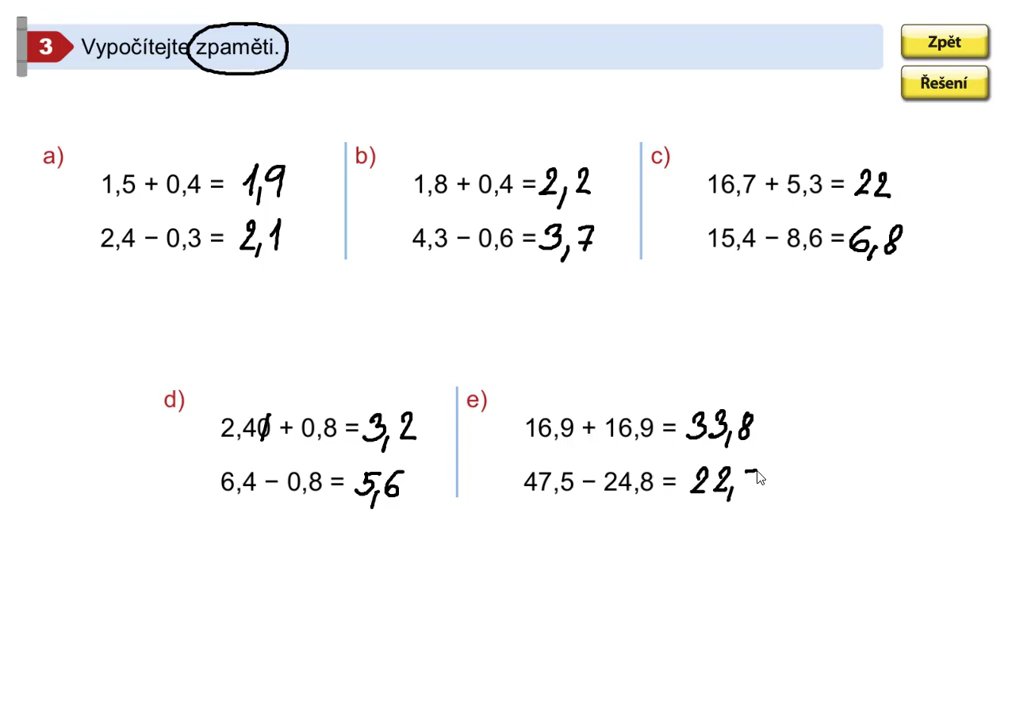 3 Vypočítejte zpaměti.
Zpět
Řešení
a)
1,5 + 0,4 = 1,9
2,4 − 0,3 = 2,1
b)
1,8 + 0,4 = 2,2
4,3 − 0,6 = 3,7
c)
16,7 + 5,3 = 22
15,4 − 8,6 = 6,8
d)
2,40 + 0,8 = 3,2
6,4 − 0,8 = 5,6
e)
16,9 + 16,9 = 33,8
47,5 − 24,8 = 22,